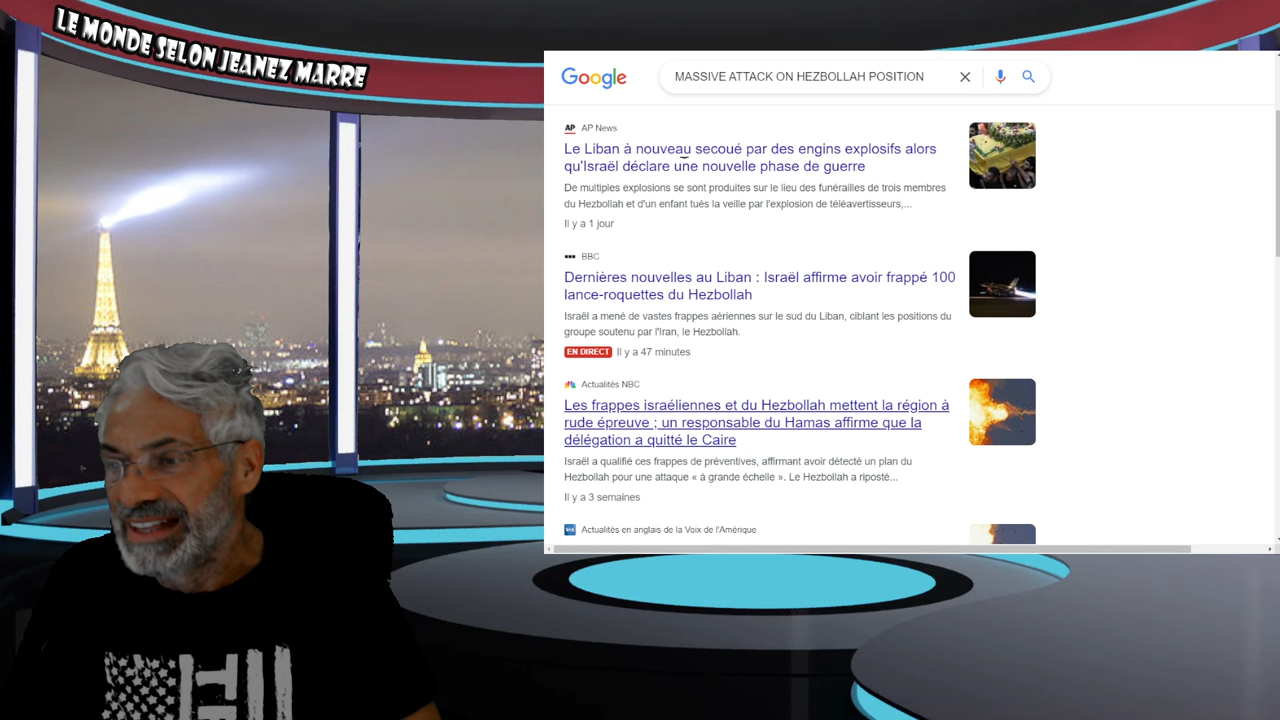 LE MONDE SELON JEANEZ MARRE
Google
MASSIVE ATTACK ON HEZBOLLAH POSITION
AP AP News
Le Liban à nouveau secoué par des engins explosifs alors
qu'Israël déclare une nouvelle phase de guerre
De multiples explosions se sont produites sur le lieu des funérailles de trois membres
du Hezbollah et d'un enfant tués la veille par l'explosion de téléavertisseurs,...
Il y a 1 jour
BBC
Dernières nouvelles au Liban : Israël affirme avoir frappé 100
lance-roquettes du Hezbollah
Israël a mené de vastes frappes aériennes sur le sud du Liban, ciblant les positions du
groupe soutenu par l'Iran, le Hezbollah.
EN DIRECT Il y a 47 minutes
Actualités NBC
Les frappes israéliennes et du Hezbollah mettent la région à
rude épreuve ; un responsable du Hamas affirme que la
délégation a quitté le Caire
Israël a qualifié ces frappes de préventives, affirmant avoir détecté un plan du
Hezbollah pour une attaque « à grande échelle ». Le Hezbollah a riposté...
Il y a 3 semaines
Actualités en anglais de la Voix de l'Amérique